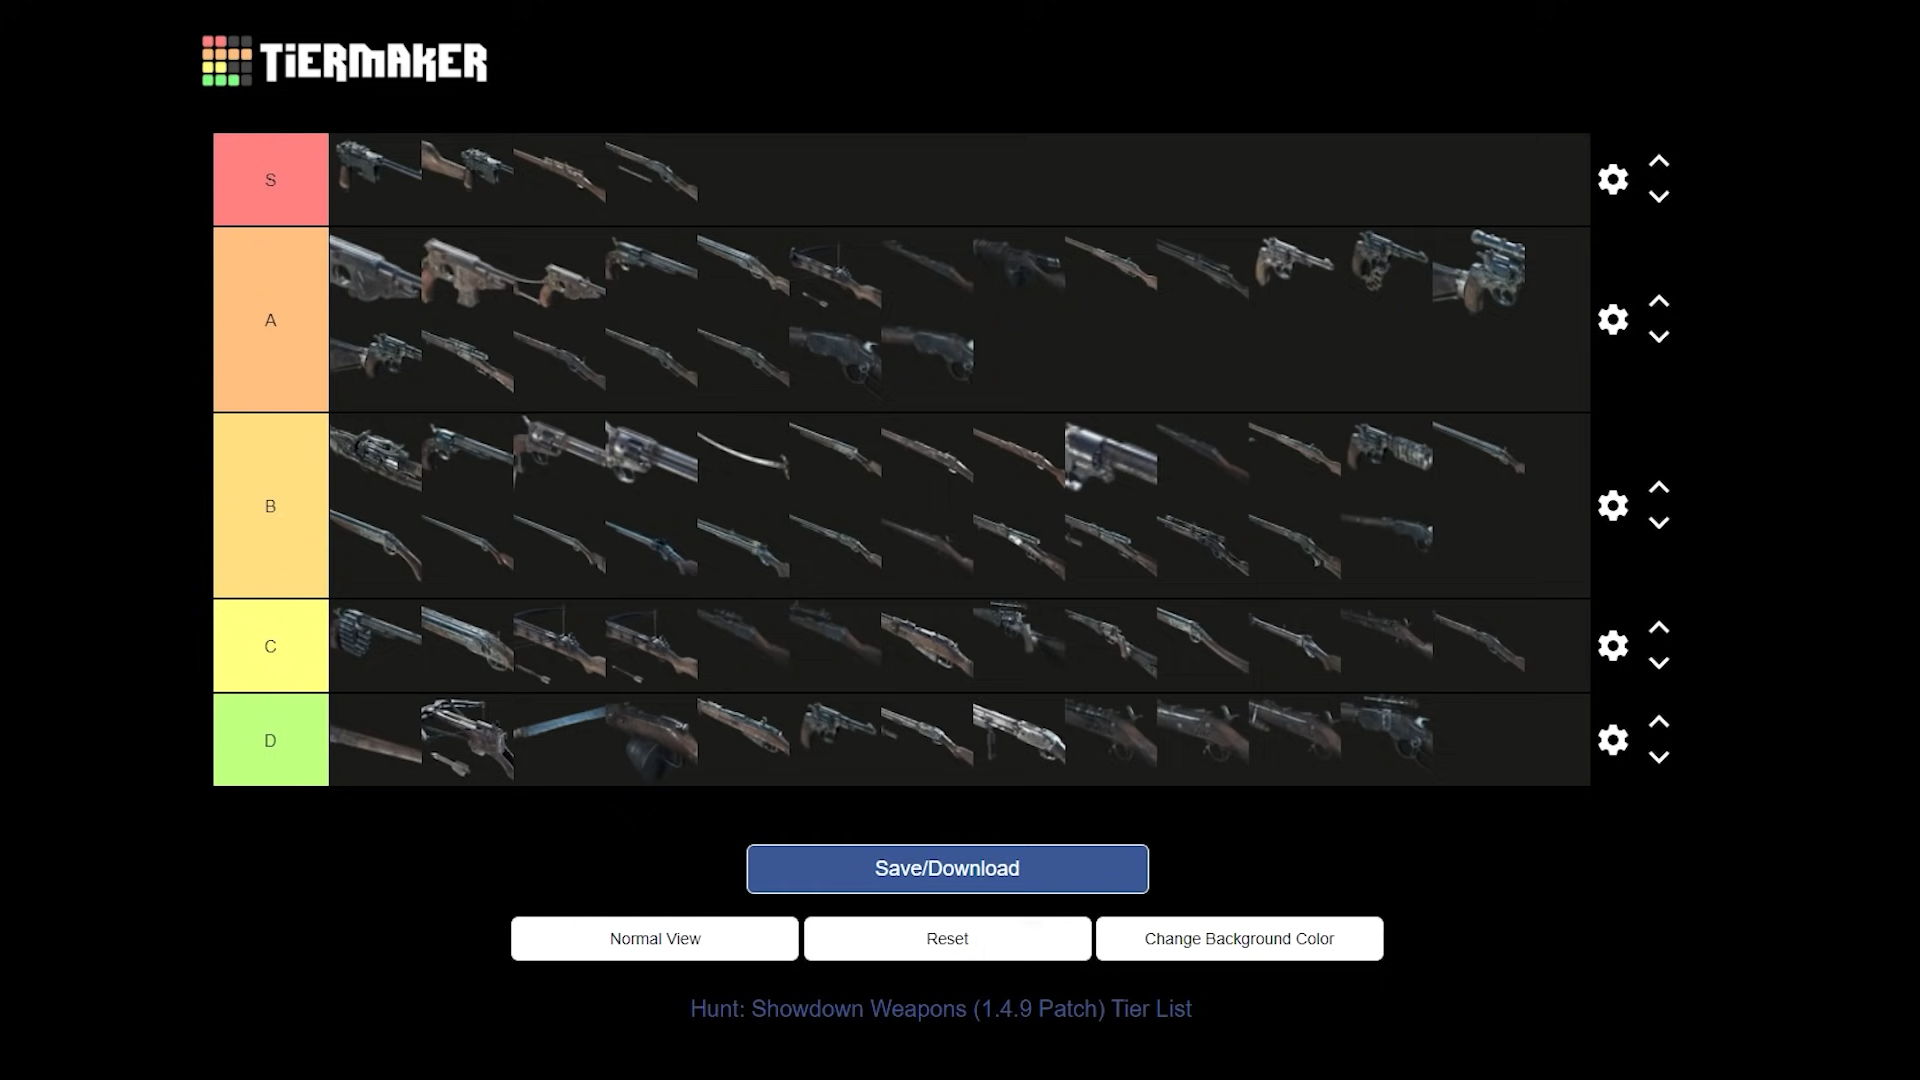 TiERMAKER
S
A
B
C
D
Save/Download
Normal View
Reset
Change Background Color
Hunt: Showdown Weapons (1.4.9 Patch) Tier List